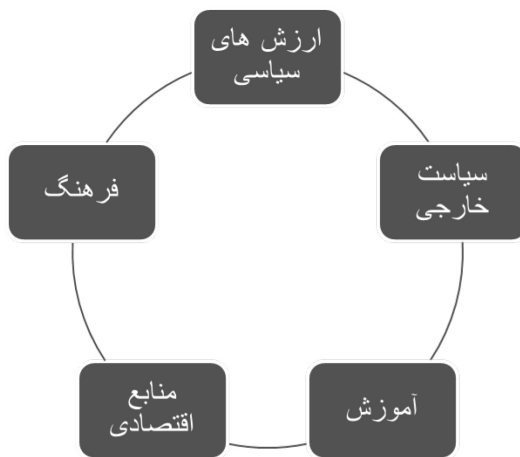 ارزش های
سیاسی
سیاست
خارجی
آموزش
منابع
اقتصادی
فرهنگ